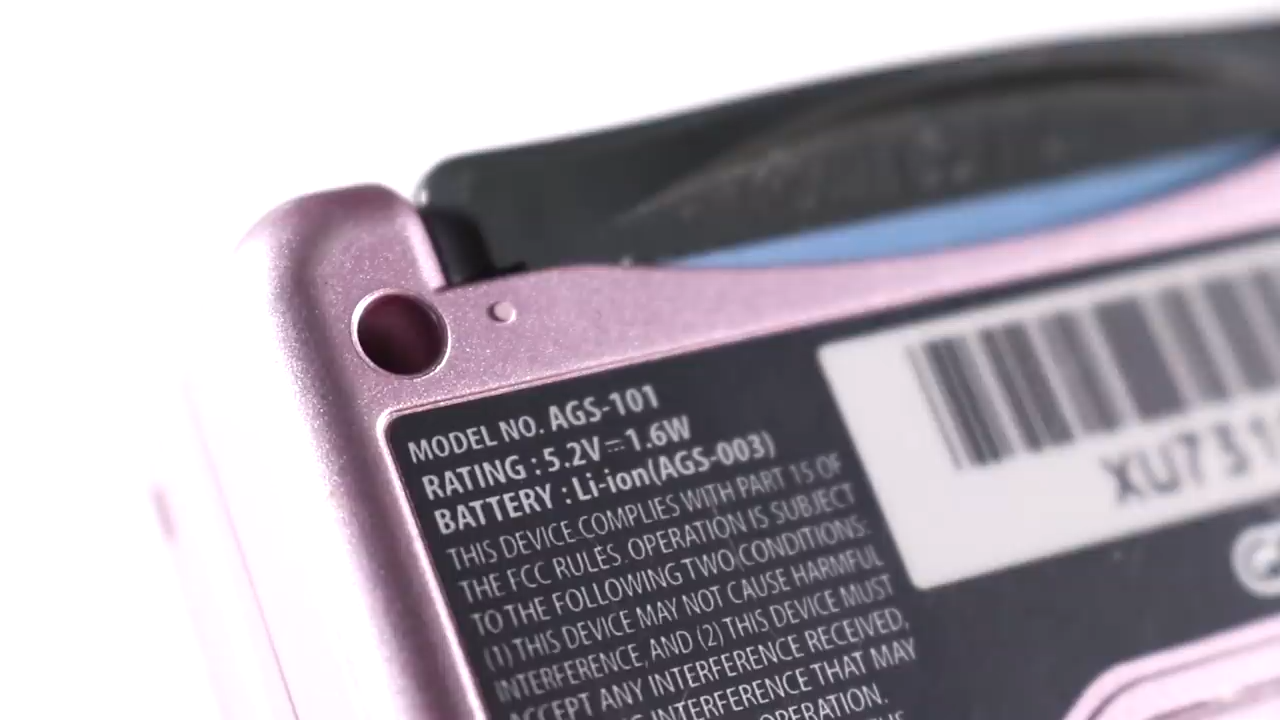 MODEL NO. AGS-101
RATING : 5.2V ⎓ 1.6W
BATTERY : Li-ion(AGS-003)
THIS DEVICE COMPLIES WITH PART 15 OF
THE FCC RULES. OPERATION IS SUBJECT
TO THE FOLLOWING TWO CONDITIONS:
(1) THIS DEVICE MAY NOT CAUSE HARMFUL
INTERFERENCE, AND (2) THIS DEVICE MUST
ACCEPT ANY INTERFERENCE RECEIVED,
INTERFERENCE THAT MAY
OPERATION.
XU731